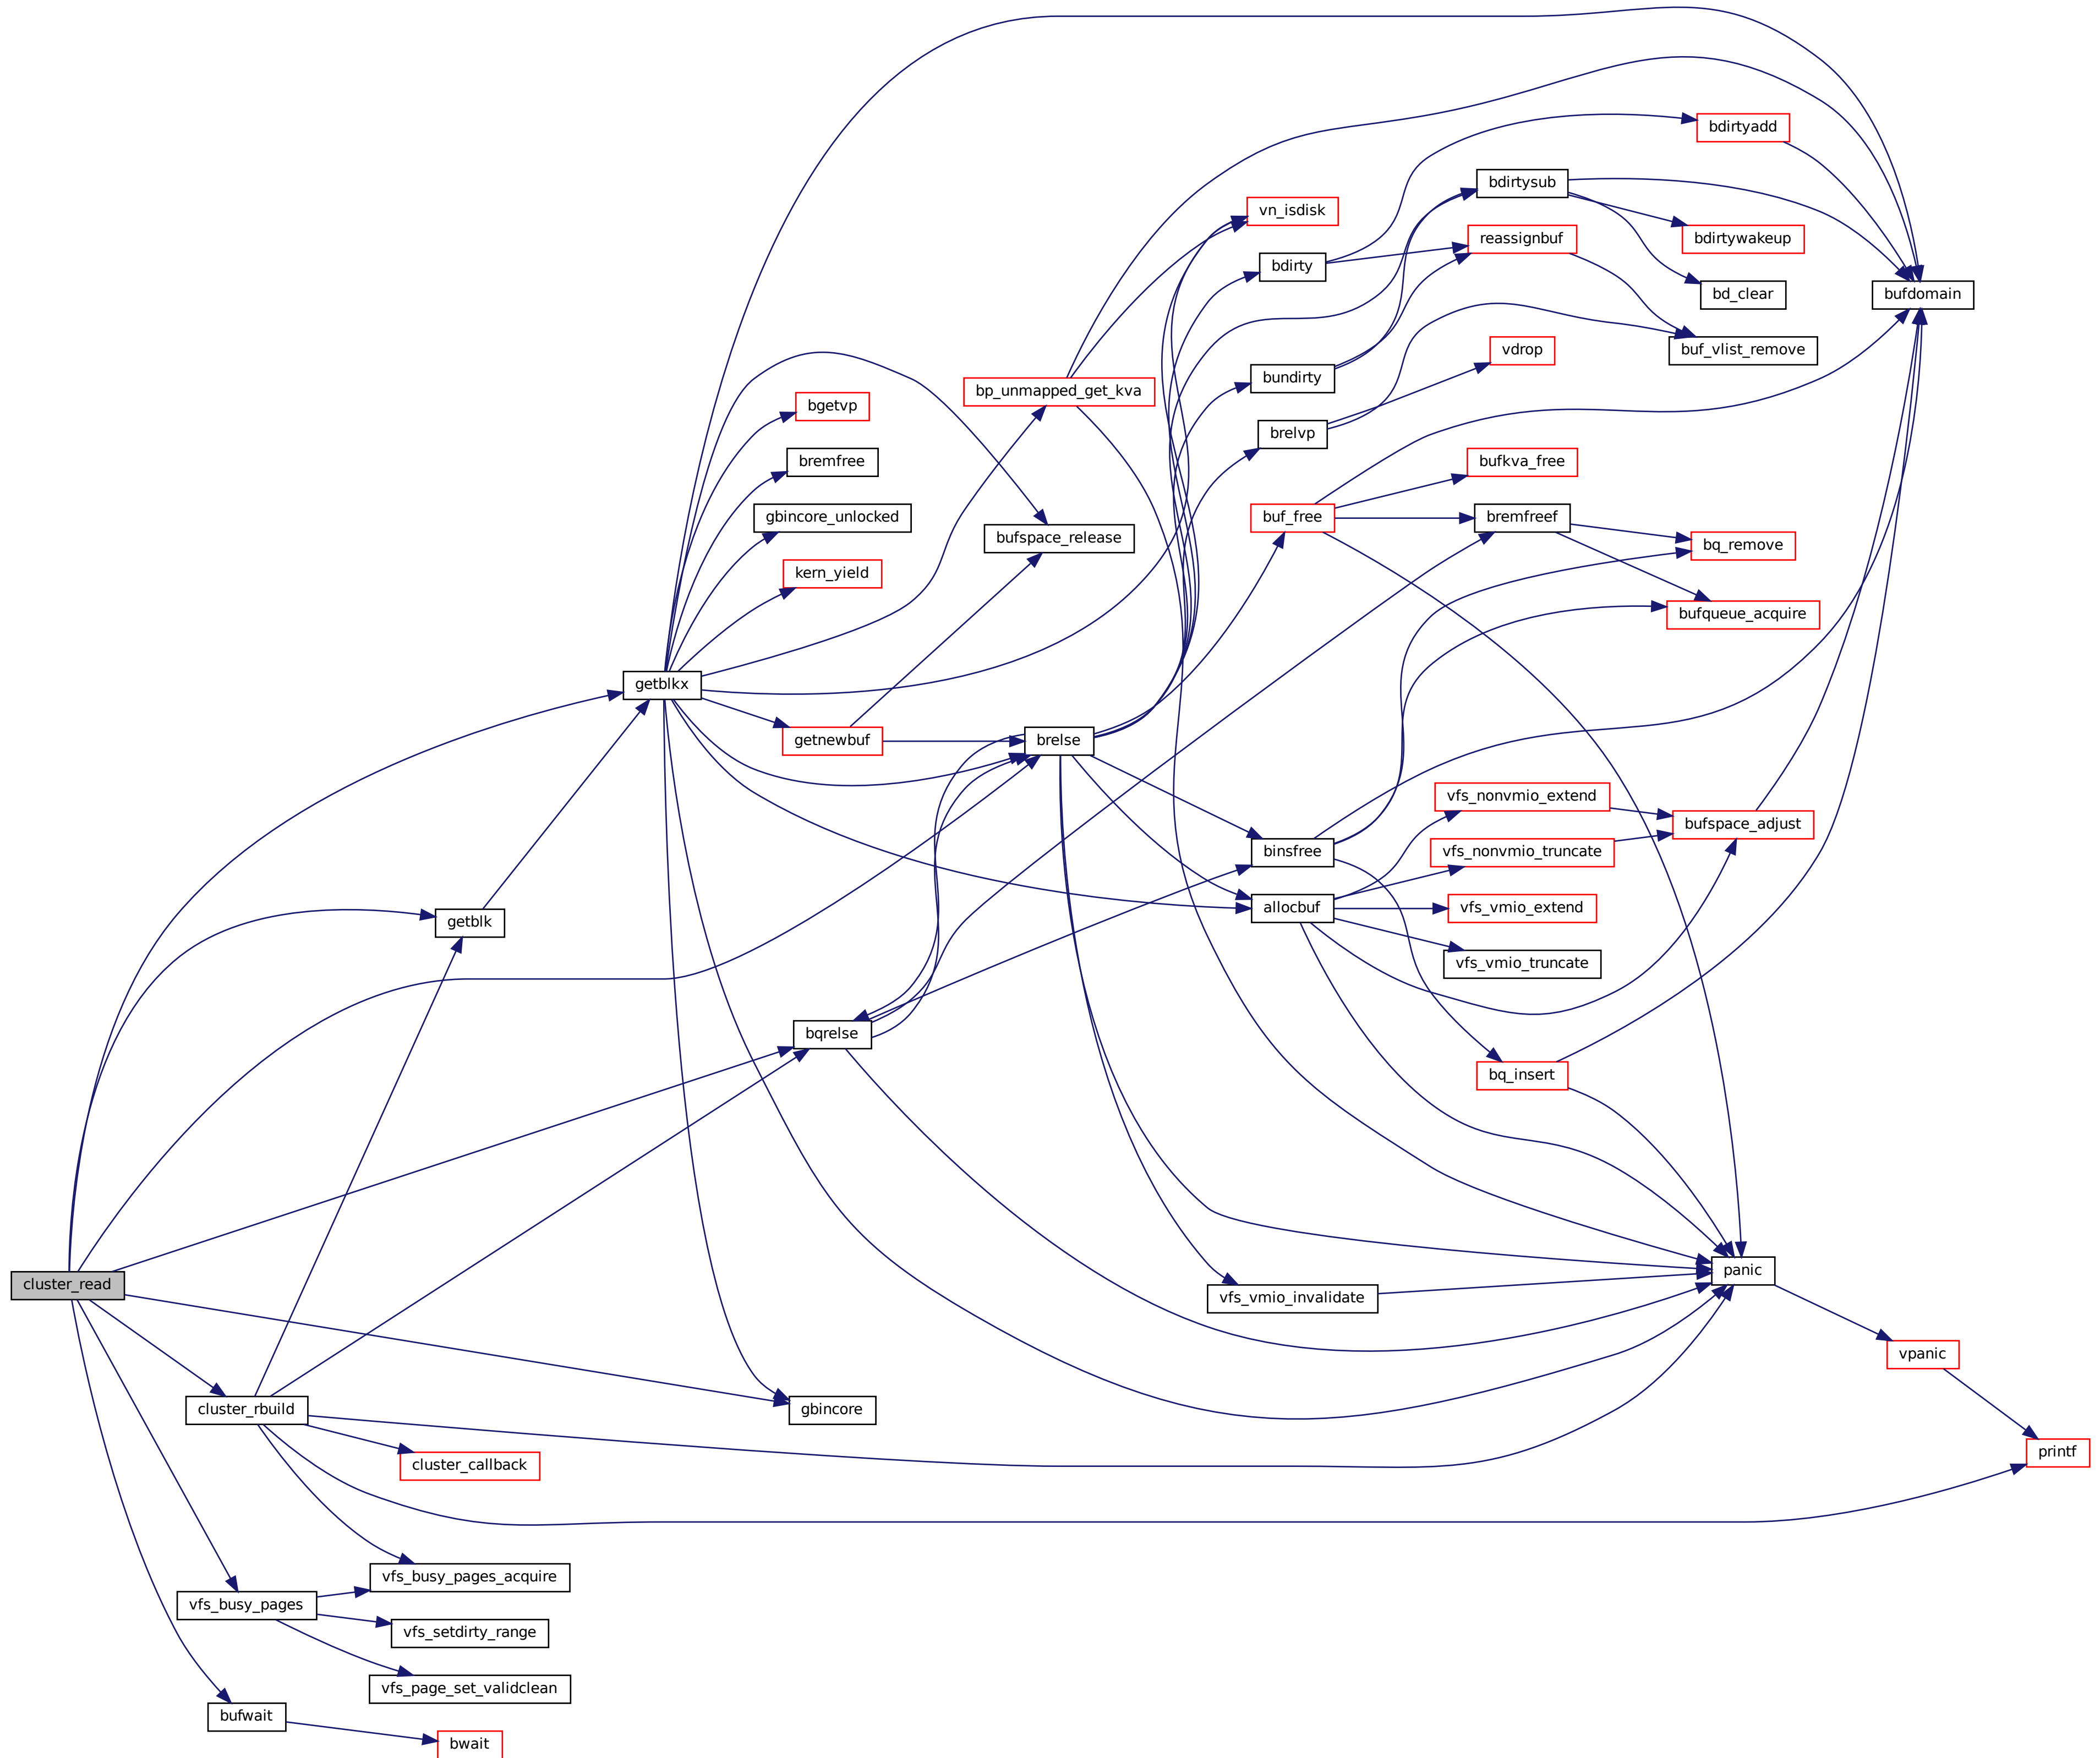 bdirtyadd
bdirtysub
vn_isdisk
reassignbuf
bdirtywakeup
bdirty
bd_clear
bufdomain
buf_vlist_remove
vdrop
bundirty
bp_unmapped_get_kva
bgetvp
brelvp
bremfree
bufkva_free
gbincore_unlocked
buf_free
bremfreef
bufspace_release
bq_remove
kern_yield
bufqueue_acquire
getblkx
getnewbuf
brelse
vfs_nonvmio_extend
bufspace_adjust
binsfree
vfs_nonvmio_truncate
allocbuf
vfs_vmio_extend
getblk
vfs_vmio_truncate
bqrelse
bq_insert
panic
cluster_read
vfs_vmio_invalidate
vpanic
cluster_rbuild
gbincore
printf
cluster_callback
vfs_busy_pages_acquire
vfs_busy_pages
vfs_setdirty_range
vfs_page_set_validclean
bufwait
bwait